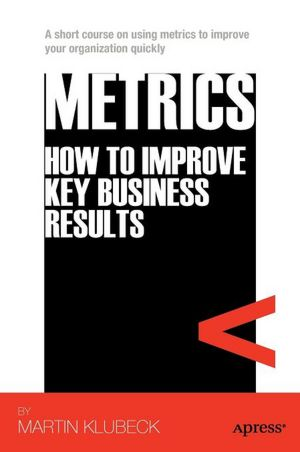 A short course on using metrics to improve
your organization quickly
METRICS
HOW TO IMPROVE
KEY BUSINESS
RESULTS
<
BY
MARTIN KLUBECK
Apress®